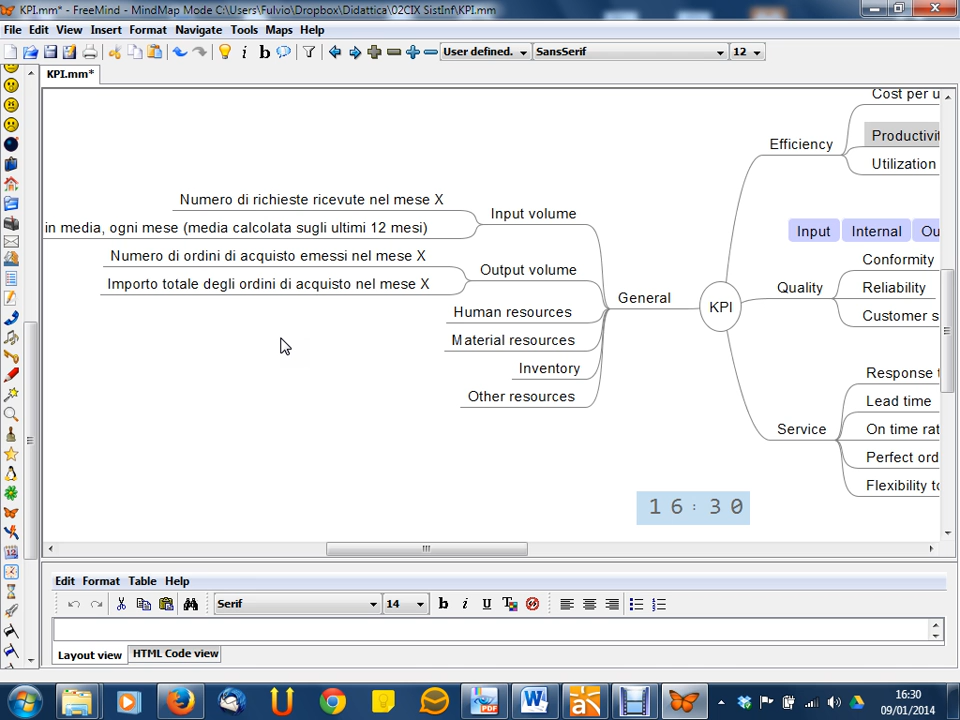 KPI.mm* - FreeMind - MindMap Mode C:\Users\Fulvio\Dropbox\Didattica\02CIX SistInf\KPI.mm
File Edit View Insert Format Navigate Tools Maps Help
User defined. SansSerif 12
KPI.mm*
Cost per u
Efficiency
Productivit
Utilization
Numero di richieste ricevute nel mese X
Input volume
in media, ogni mese (media calcolata sugli ultimi 12 mesi)
Input Internal Ou
Numero di ordini di acquisto emessi nel mese X
Output volume
Importo totale degli ordini di acquisto nel mese X
Conformity
Quality
Reliability
Customer s
General
KPI
Human resources
Material resources
Inventory
Other resources
Response t
Lead time
Service
On time rat
Perfect ord
Flexibility to
16:30
Edit Format Table Help
Serif 14
Layout view HTML Code view
16:30
09/01/2014